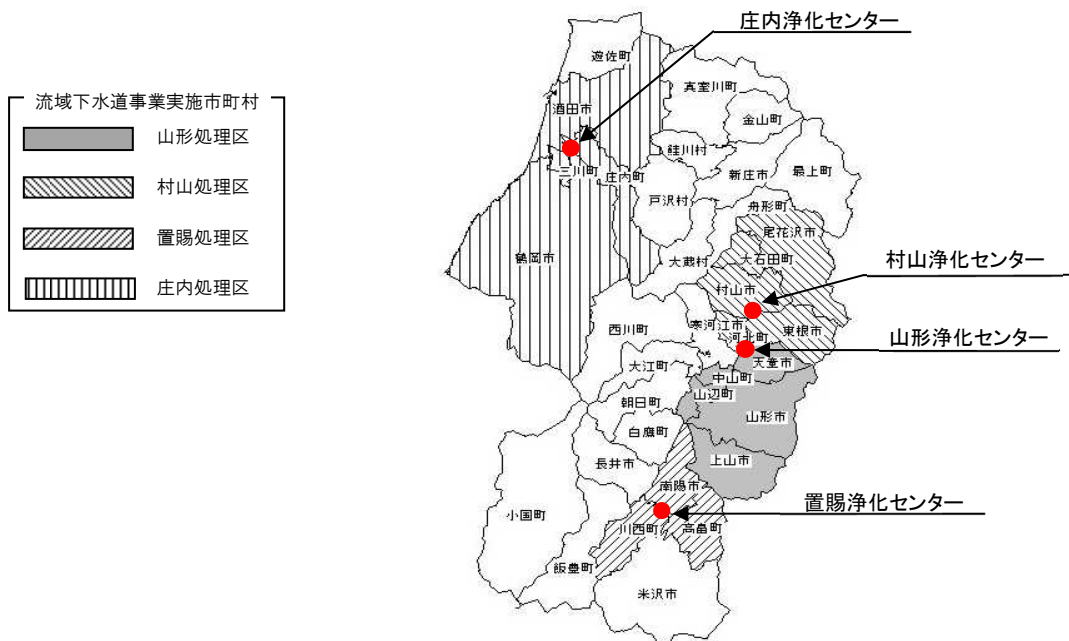 庄内浄化センター
遊佐町
流域下水道事業実施市町村
山形処理区
村山処理区
置賜処理区
庄内処理区
真室川町
酒田市
金山町
鮭川村
三川町
庄内町
新庄市
最上町
戸沢村
舟形町
尾花沢市
鶴岡市
大蔵村
大石田町
村山浄化センター
村山市
西川町
寒河江市
東根市
河北町
山形浄化センター
天童市
大江町
中山町
山辺町
朝日町
山形市
白鷹町
長井市
上山市
南陽市
置賜浄化センター
小国町
川西町
高畠町
飯豊町
米沢市